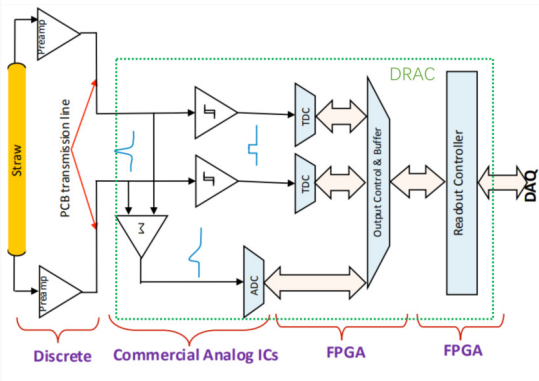 Preamp
DRAC
Straw
PCB transmission line
TDC
TDC
Output Control & Buffer
Readout Controller
DAQ
Σ
ADC
Preamp
Discrete
Commercial Analog ICs
FPGA
FPGA